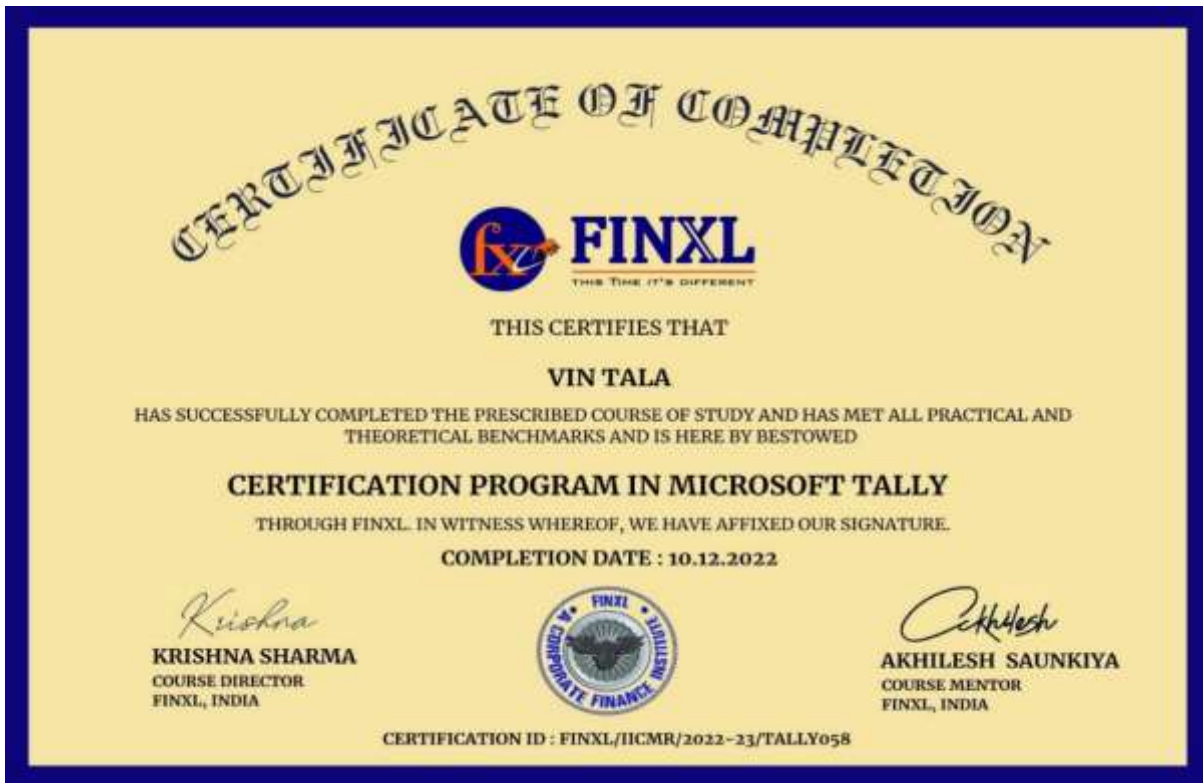 CERTIFICATE OF COMPLETION
fx
FINXL
THIS TIME IT'S DIFFERENT
THIS CERTIFIES THAT
VIN TALA
HAS SUCCESSFULLY COMPLETED THE PRESCRIBED COURSE OF STUDY AND HAS MET ALL PRACTICAL AND
THEORETICAL BENCHMARKS AND IS HERE BY BESTOWED
CERTIFICATION PROGRAM IN MICROSOFT TALLY
THROUGH FINXL. IN WITNESS WHEREOF, WE HAVE AFFIXED OUR SIGNATURE.
COMPLETION DATE : 10.12.2022
Krishna
KRISHNA SHARMA
COURSE DIRECTOR
FINXL, INDIA
FINXL
A CORPORATE FINANCE INSTITUTE
Ackhilesh
AKHILESH SAUNKIYA
COURSE MENTOR
FINXL, INDIA
CERTIFICATION ID : FINXL/IICMR/2022-23/TALLY058